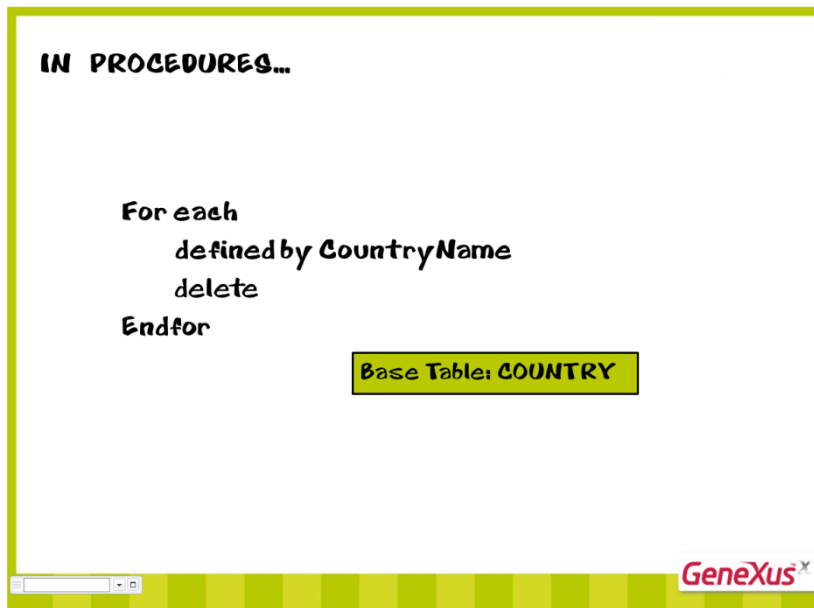 IN PROCEDURES...
For each
defined by CountryName
delete
Endfor
Base Table: COUNTRY
GeneXus X